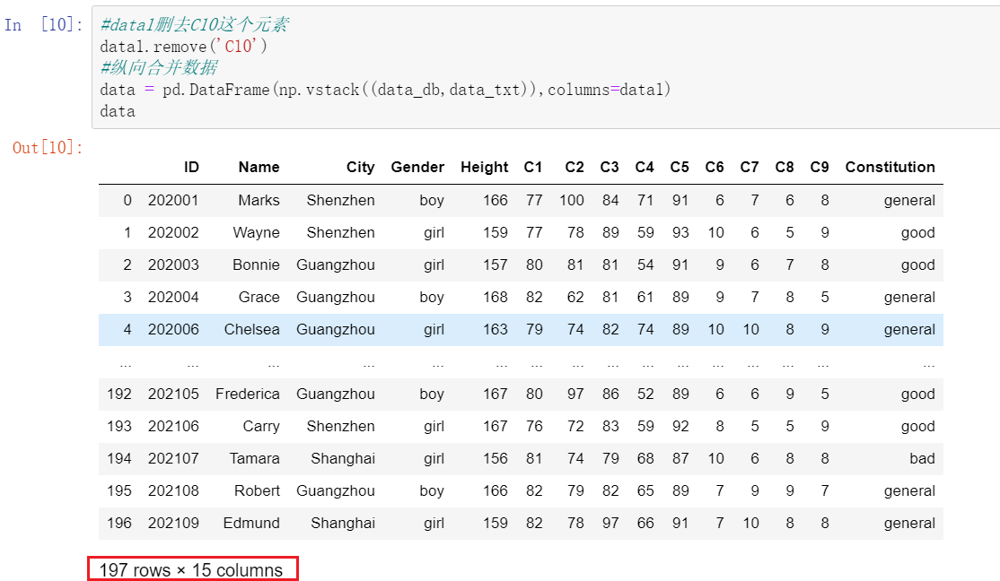 In [10]:
#data1删去C10这个元素
data1.remove('C10')
#纵向合并数据
data = pd.DataFrame(np.vstack((data_db,data_txt)),columns=data1)
data
Out[10]:
ID Name City Gender Height C1 C2 C3 C4 C5 C6 C7 C8 C9 Constitution
0 202001 Marks Shenzhen boy 166 77 100 84 71 91 6 7 6 8 general
1 202002 Wayne Shenzhen girl 159 77 78 89 59 93 10 6 5 9 good
2 202003 Bonnie Guangzhou girl 157 80 81 81 54 91 9 6 7 8 good
3 202004 Grace Guangzhou boy 168 82 62 81 61 89 9 7 8 5 general
4 202006 Chelsea Guangzhou girl 163 79 74 82 74 89 10 10 8 9 general
... ... ... ... ... ... ... ... ... ... ... ... ... ... ... ...
192 202105 Frederica Guangzhou boy 167 80 97 86 52 89 6 6 9 5 good
193 202106 Carry Shenzhen girl 167 76 72 83 59 92 8 5 5 9 good
194 202107 Tamara Shanghai girl 156 81 74 79 68 87 10 6 8 8 bad
195 202108 Robert Guangzhou boy 166 82 79 82 65 89 7 9 9 7 general
196 202109 Edmund Shanghai girl 159 82 78 97 66 91 7 10 8 8 general
197 rows × 15 columns